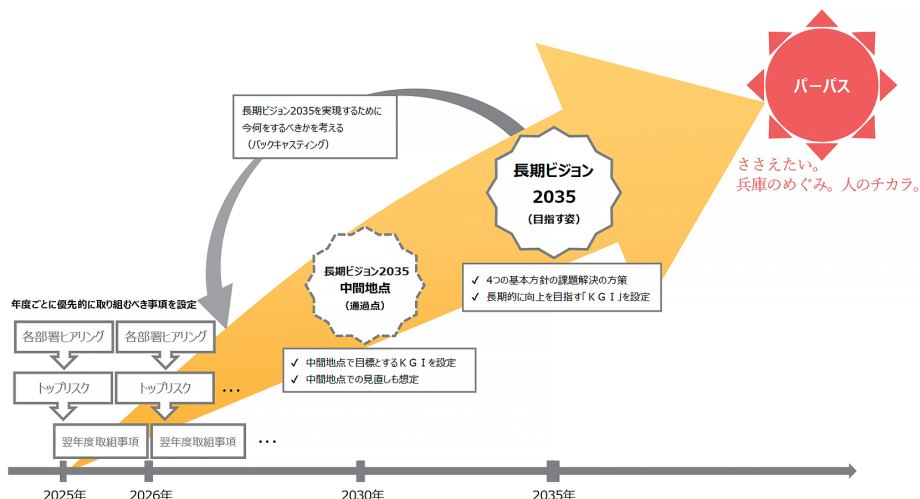 パーパス
ささえたい。
兵庫のめぐみ。人のチカラ。
長期ビジョン2035を実現するために
今何をするべきかを考える
（バックキャスティング）
長期ビジョン
2035
（目指す姿）
長期ビジョン2035
中間地点
（通過点）
✓ 4つの基本方針の課題解決の方策
✓ 長期的に向上を目指す「ＫＧＩ」を設定
年度ごとに優先的に取り組むべき事項を設定
各部署ヒアリング
各部署ヒアリング
✓ 中間地点で目標とするＫＧＩを設定
✓ 中間地点での見直しも想定
トップリスク
トップリスク
・・・
翌年度取組事項
翌年度取組事項
・・・
2025年
2026年
2030年
2035年